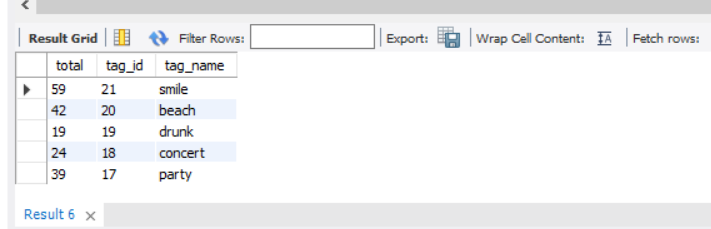 Result Grid Filter Rows: Export: Wrap Cell Content: IA Fetch rows:
total tag_id tag_name
59 21 smile
42 20 beach
19 19 drunk
24 18 concert
39 17 party
Result 6 ×